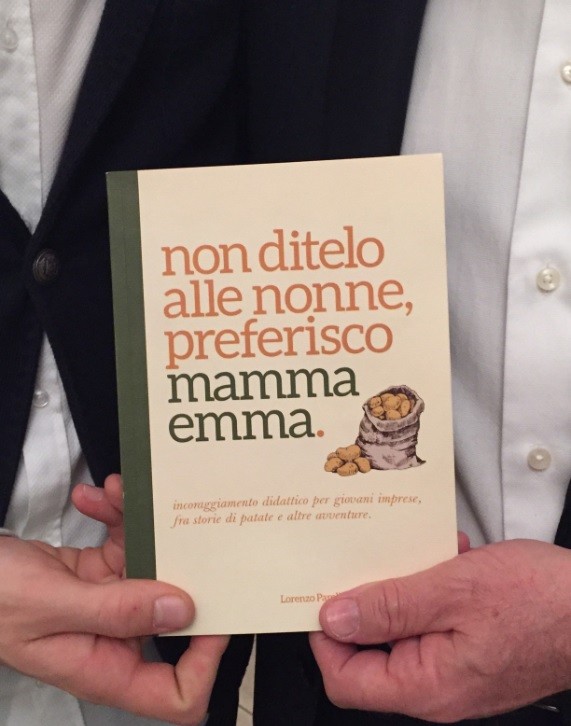 non ditelo
alle nonne,
preferisco
mamma
emma.
incoraggiamento didattico per giovani imprese,
fra storie di patate e altre avventure.
Lorenzo